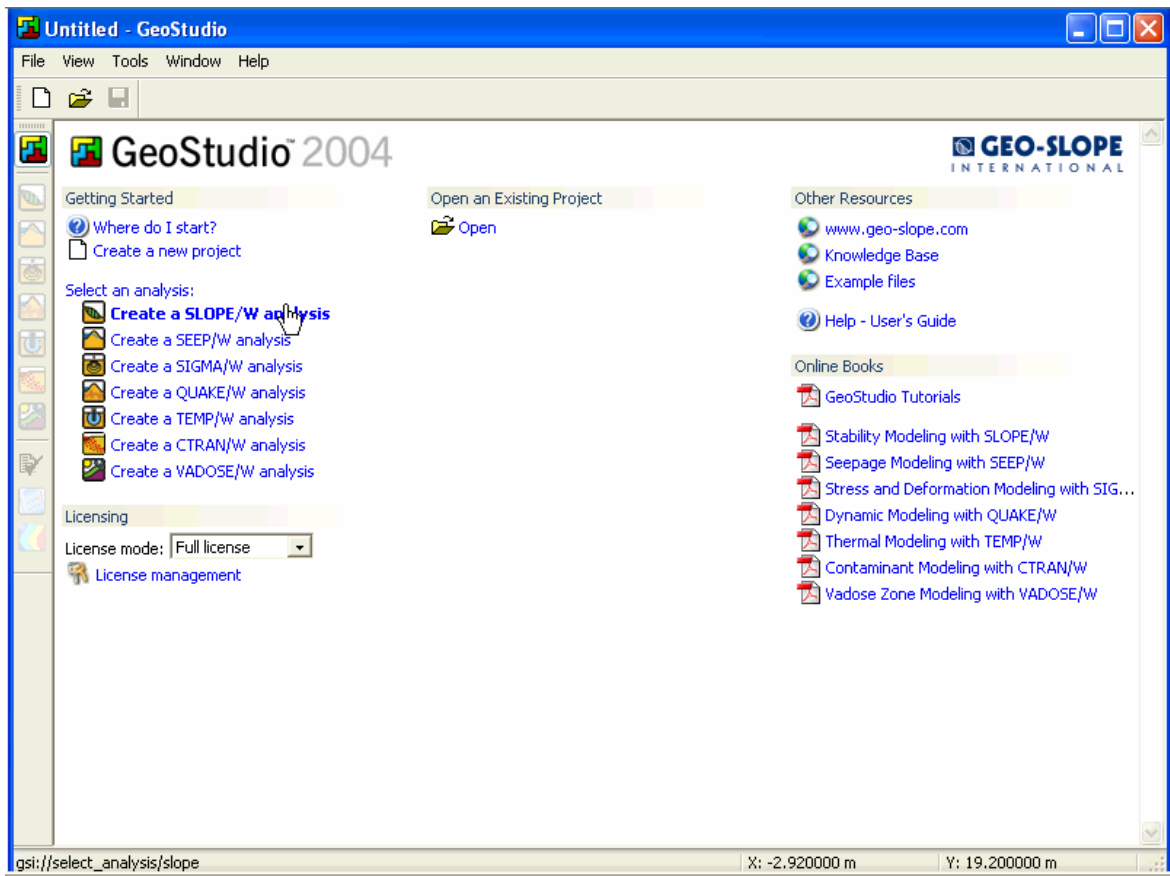 Untitled - GeoStudio
File View Tools Window Help
GeoStudio™ 2004
GEO-SLOPE
INTERNATIONAL
Getting Started
Where do I start?
Create a new project
Select an analysis:
Create a SLOPE/W analysis
Create a SEEP/W analysis
Create a SIGMA/W analysis
Create a QUAKE/W analysis
Create a TEMP/W analysis
Create a CTRAN/W analysis
Create a VADOSE/W analysis
Licensing
License mode: Full license
License management
Open an Existing Project
Open
Other Resources
www.geo-slope.com
Knowledge Base
Example files
Help - User's Guide
Online Books
GeoStudio Tutorials
Stability Modeling with SLOPE/W
Seepage Modeling with SEEP/W
Stress and Deformation Modeling with SIG...
Dynamic Modeling with QUAKE/W
Thermal Modeling with TEMP/W
Contaminant Modeling with CTRAN/W
Vadose Zone Modeling with VADOSE/W
gsi://select_analysis/slope X: -2.920000 m Y: 19.200000 m